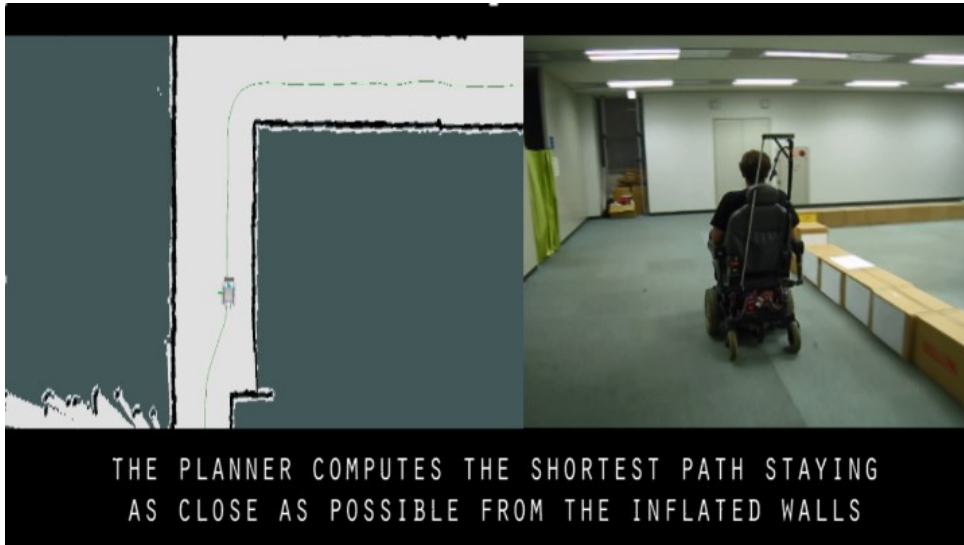 THE PLANNER COMPUTES THE SHORTEST PATH STAYING
AS CLOSE AS POSSIBLE FROM THE INFLATED WALLS